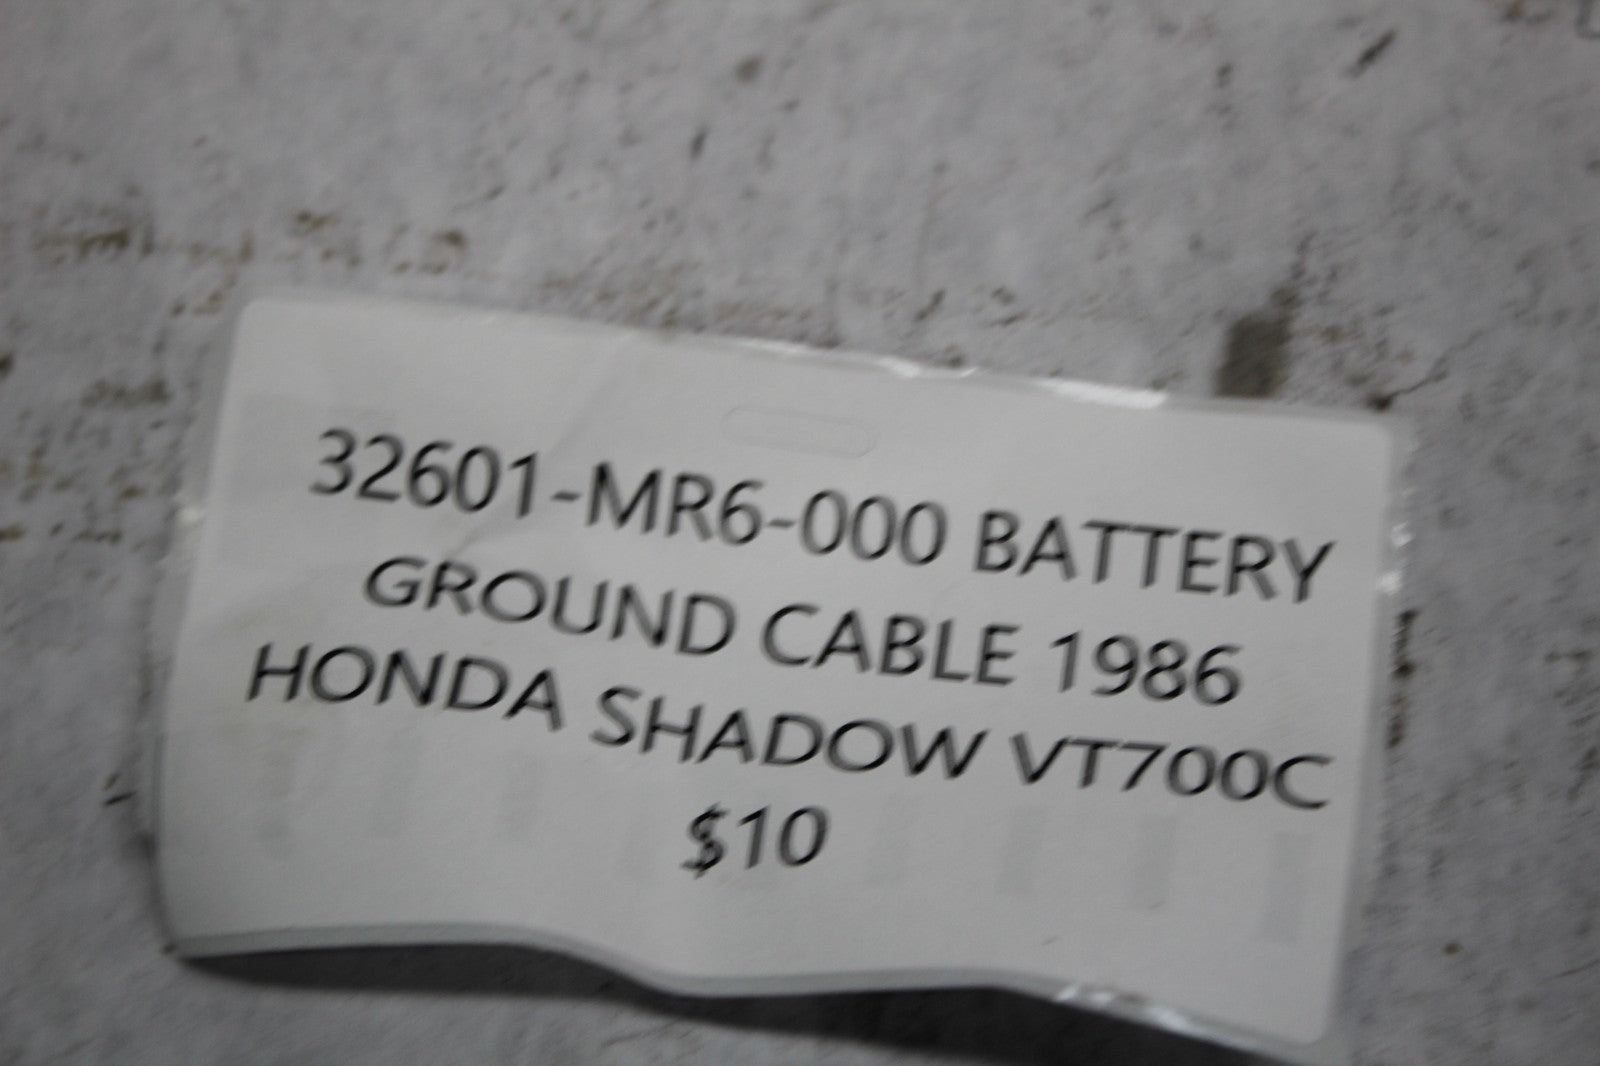 32601-MR6-000 BATTERY
GROUND CABLE 1986
HONDA SHADOW VT700C
$10